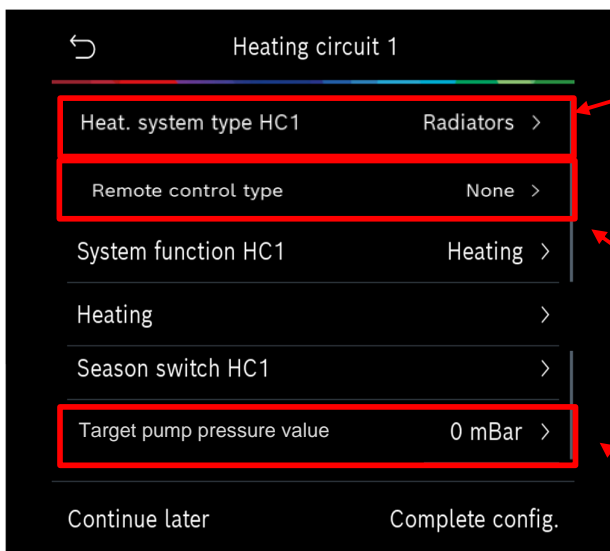 Heating circuit 1
Heat. system type HC1 Radiators >
Remote control type None >
System function HC1 Heating >
Heating >
Season switch HC1 >
Target pump pressure value 0 mBar >
Continue later Complete config.